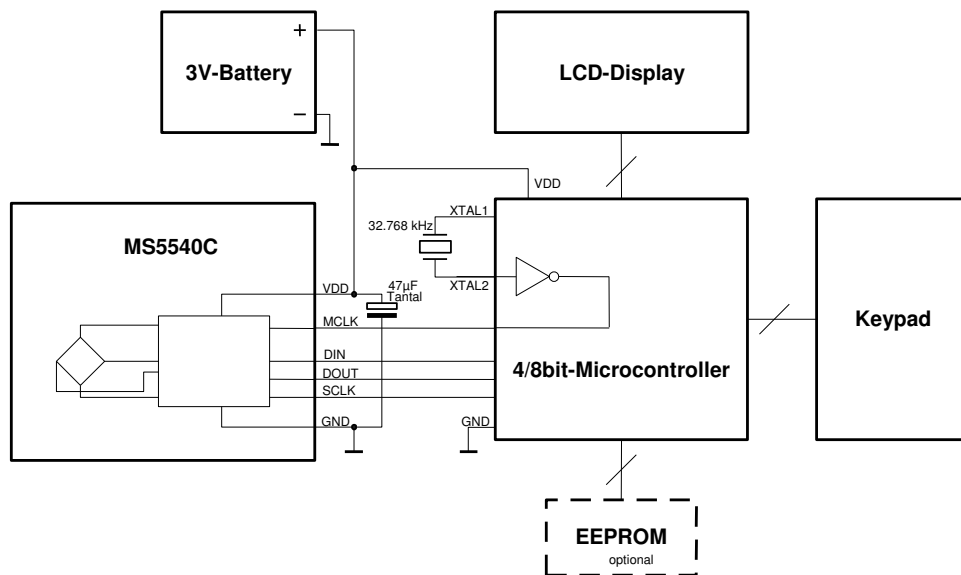 +
3V-Battery
−
LCD-Display
VDD
XTAL1
32.768 kHz
XTAL2
MS5540C
VDD
47µF
Tantal
MCLK
DIN
DOUT
SCLK
GND
GND
4/8bit-Microcontroller
Keypad
EEPROM
optional